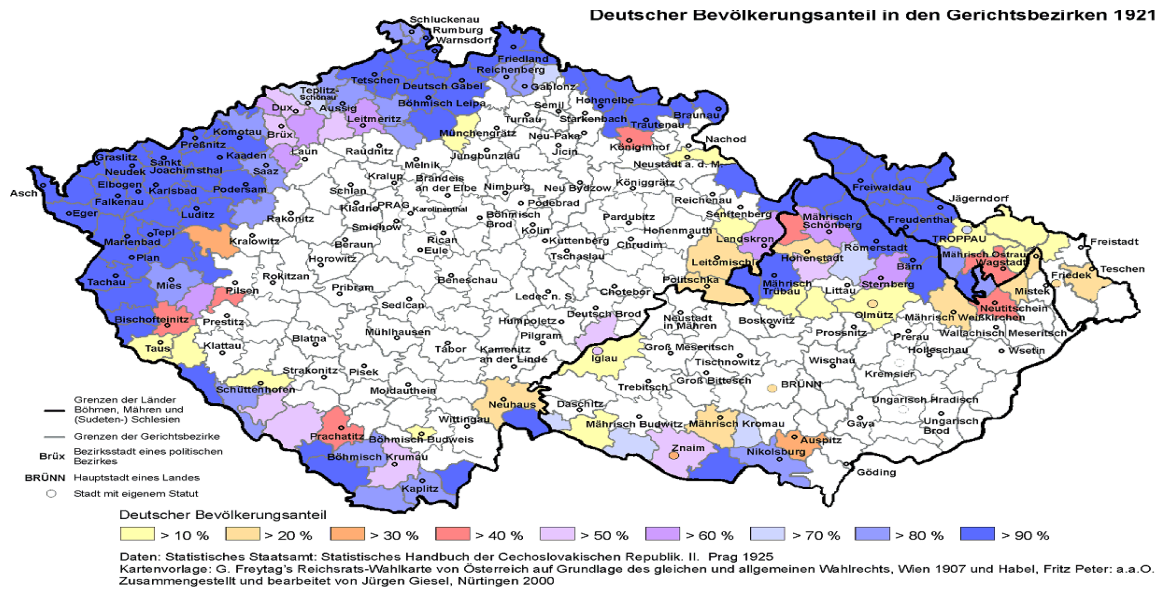 Deutscher Bevölkerungsanteil in den Gerichtsbezirken 1921
Schluckenau
Rumburg
Warnsdorf
Friedland
Reichenberg
Tetschen
Deutsch Gabel
Gablonz
Teplitz-
Schönau
Aussig
Böhmisch Leipa
Semil
Hohenelbe
Dux
Leitmeritz
Turnau
Starkenbach
Trautenau
Braunau
Komotau
Brüx
Münchengrätz
Neu-Paka
Königinhof
Nachod
Preßnitz
Laun
Raudnitz
Jungbunzlau
Jicin
Neustadt a. d. M.
Graslitz
Sankt
Joachimsthal
Kaaden
Saaz
Melnik
Neudek
Kralup
Brandeis
an der Elbe
Nimburg
Neu Bydzow
Königgrätz
Freiwaldau
Asch
Elbogen
Karlsbad
Podersam
Schlan
Falkenau
Kladno
PRAG
Karolinenthal
Podebrad
Reichenau
Jägerndorf
Eger
Luditz
Rakonitz
Smichow
Böhmisch
Brod
Pardubitz
Senftenberg
Mährisch
Schönberg
Freudenthal
Tepl
Kralowitz
Beraun
Rican
Kolin
Hohenmauth
Landskron
TROPPAU
Marienbad
Eule
Kuttenberg
Chrudim
Römerstadt
Freistadt
Plan
Horowitz
Tschaslau
Leitomischl
Hohenstadt
Bärn
Mährisch Ostrau
Wagstadt
Tachau
Mies
Rokitzan
Beneschau
Politschka
Mährisch
Trübau
Littau
Sternberg
Friedek
Teschen
Pilsen
Pribram
Ledec n. S.
Chotebor
Mistek
Bischofteinitz
Prestitz
Sedlcan
Deutsch Brod
Neustadt
in Mähren
Boskowitz
Olmütz
Mährisch Weißkirchen
Neutitschein
Taus
Klattau
Blatna
Mühlhausen
Humpoletz
Pilgram
Prossnitz
Prerau
Wallachisch Meseritsch
Iglau
Groß Meseritsch
Holleschau
Wsetin
Strakonitz
Pisek
Tabor
Kamenitz
an der Linde
Tischnowitz
Wischau
Schüttenhofen
Moldauthein
Trebitsch
Groß Bittesch
Kremsier
BRÜNN
Neuhaus
Daschitz
Ungarisch Hradisch
Wittingau
Mährisch Budwitz
Mährisch Kromau
Gaya
Ungarisch
Brod
Prachatitz
Böhmisch Budweis
Auspitz
Böhmisch Krumau
Znaim
Nikolsburg
Göding
Kaplitz
Grenzen der Länder
Böhmen, Mähren und
(Sudeten-) Schlesien
Grenzen der Gerichtsbezirke
Brüx Bezirksstadt eines politischen
Bezirkes
BRÜNN Hauptstadt eines Landes
Stadt mit eigenem Statut
Deutscher Bevölkerungsanteil
> 10 % > 20 % > 30 % > 40 % > 50 % > 60 % > 70 % > 80 % > 90 %
Daten: Statistisches Staatsamt: Statistisches Handbuch der Cechoslovakischen Republik. II. Prag 1925
Kartenvorlage: G. Freytag's Reichsrats-Wahlkarte von Österreich auf Grundlage des gleichen und allgemeinen Wahlrechts, Wien 1907 und Habel, Fritz Peter: a.a.O.
Zusammengestellt und bearbeitet von Jürgen Giesel, Nürtingen 2000